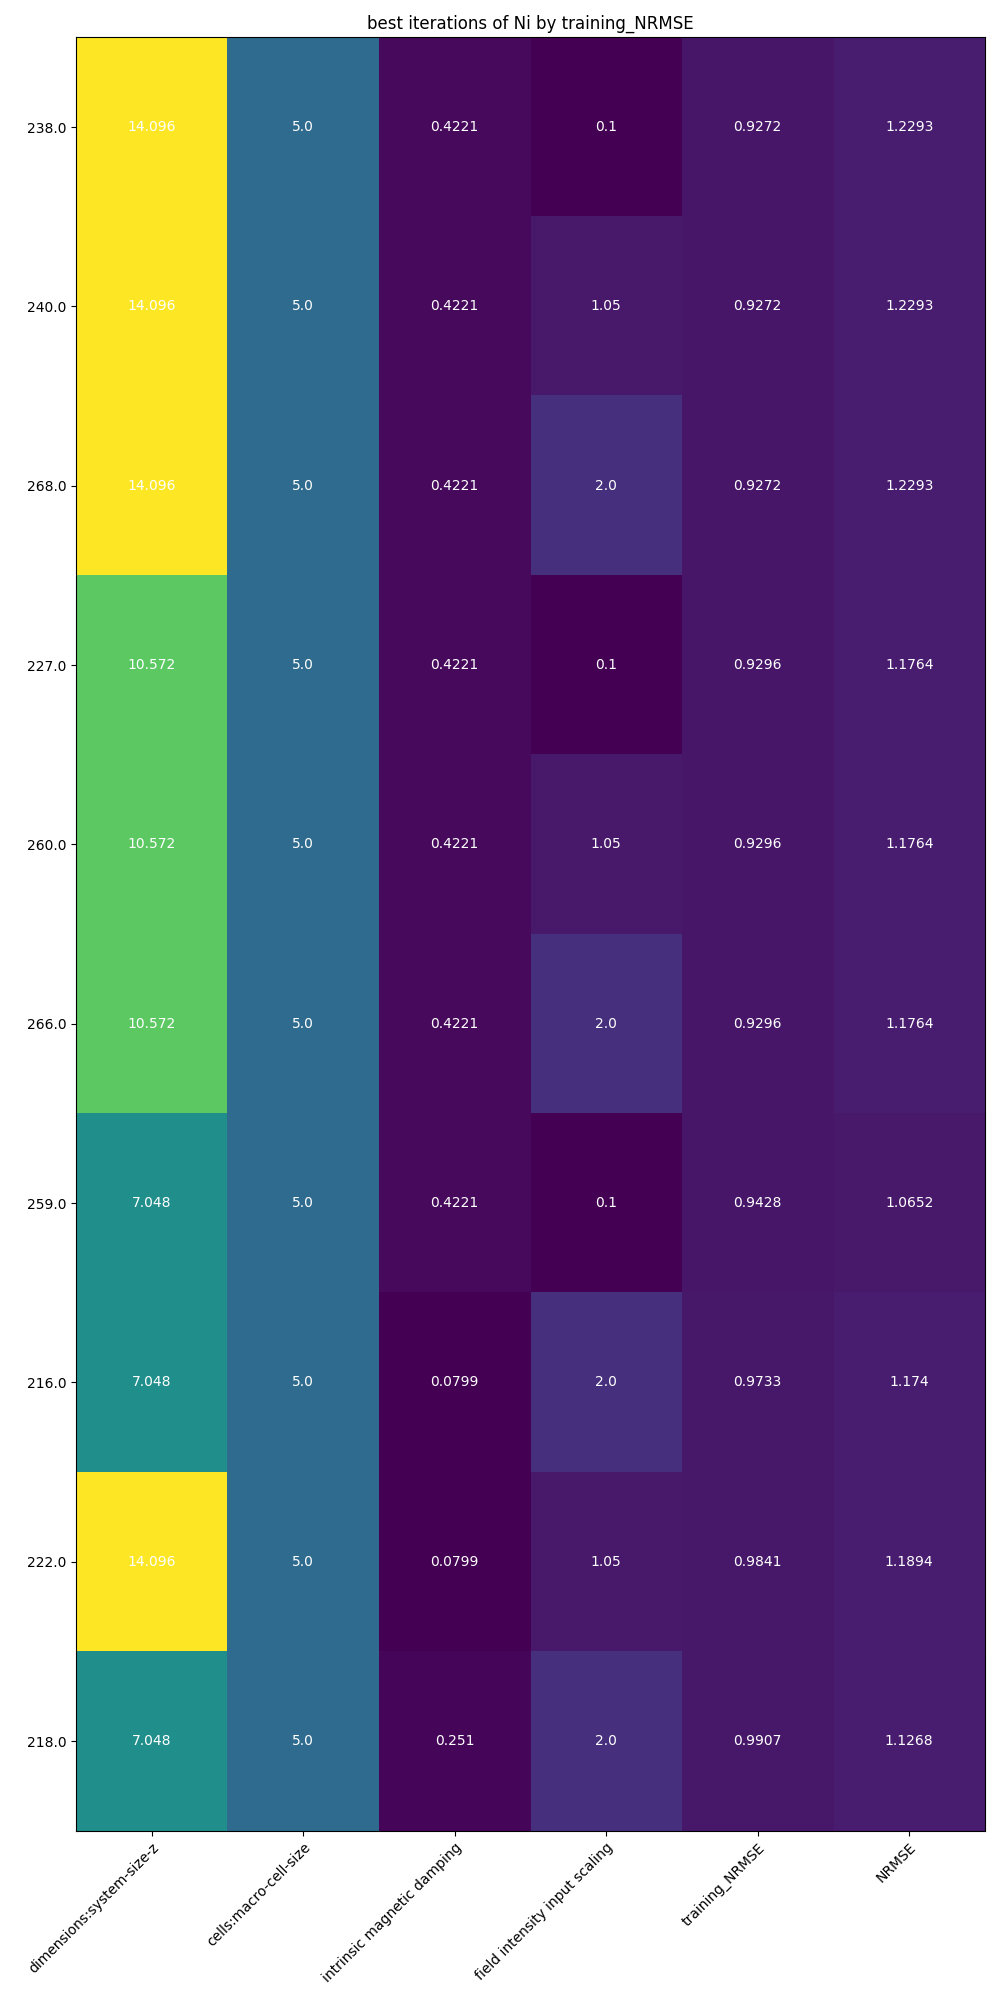 best iterations of Ni by training_NRMSE
238.0 14.096 5.0 0.4221 0.1 0.9272 1.2293
240.0 14.096 5.0 0.4221 1.05 0.9272 1.2293
268.0 14.096 5.0 0.4221 2.0 0.9272 1.2293
227.0 10.572 5.0 0.4221 0.1 0.9296 1.1764
260.0 10.572 5.0 0.4221 1.05 0.9296 1.1764
266.0 10.572 5.0 0.4221 2.0 0.9296 1.1764
259.0 7.048 5.0 0.4221 0.1 0.9428 1.0652
216.0 7.048 5.0 0.0799 2.0 0.9733 1.174
222.0 14.096 5.0 0.0799 1.05 0.9841 1.1894
218.0 7.048 5.0 0.251 2.0 0.9907 1.1268
dimensions:system-size-z
cells:macro-cell-size
intrinsic magnetic damping
field intensity input scaling
training_NRMSE
NRMSE